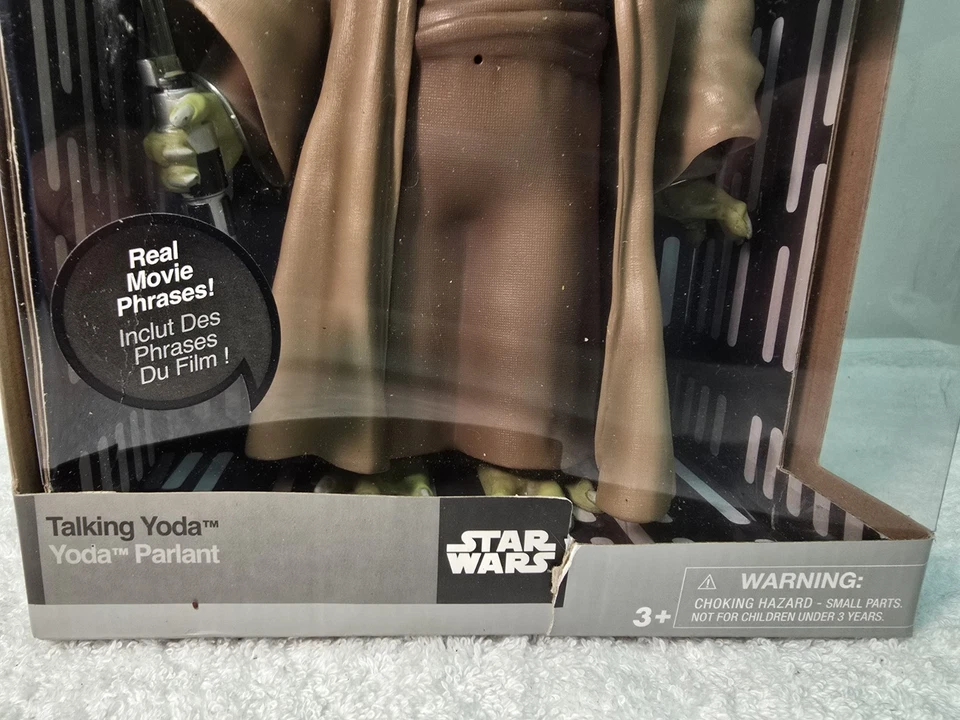 Real
Movie
Phrases!
Inclut Des
Phrases
Du Film !
Talking Yoda™
Yoda™ Parlant
STAR
WARS
3+
WARNING:
CHOKING HAZARD - SMALL PARTS.
NOT FOR CHILDREN UNDER 3 YEARS.